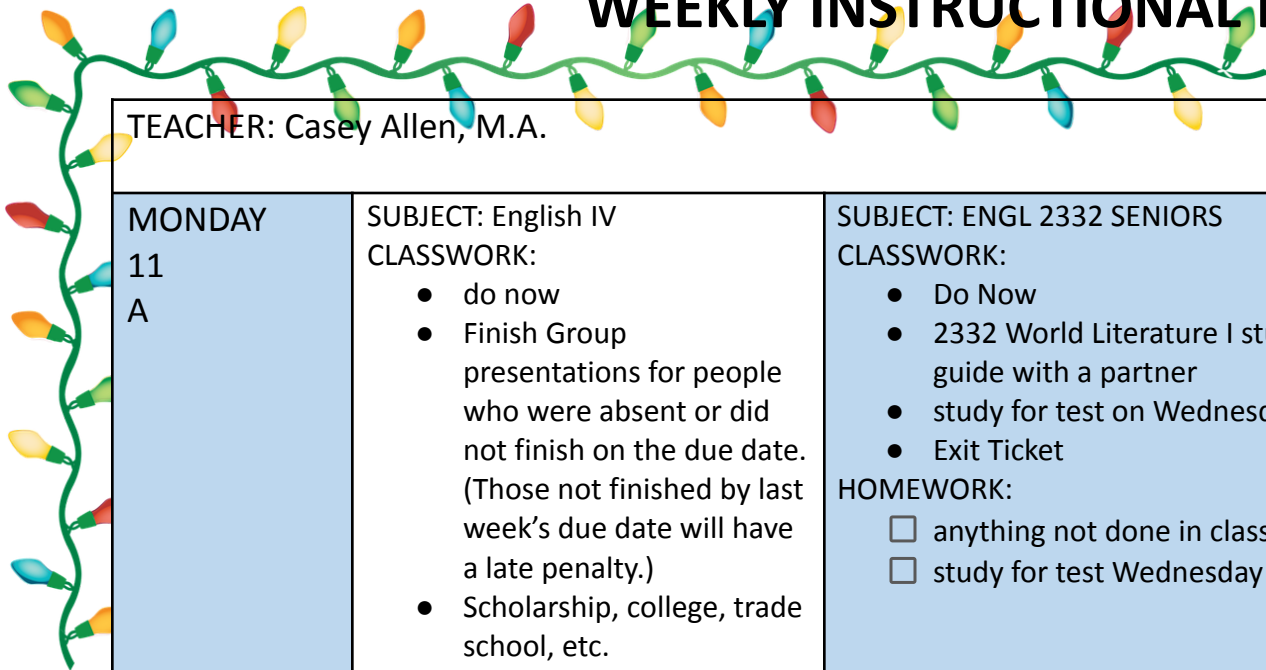 WEEKLY INSTRUCTIONAL
TEACHER: Casey Allen, M.A.
MONDAY
11
A
SUBJECT: English IV
CLASSWORK:
● do now
● Finish Group
presentations for people
who were absent or did
not finish on the due date.
(Those not finished by last
week’s due date will have
a late penalty.)
● Scholarship, college, trade
school, etc.
SUBJECT: ENGL 2332 SENIORS
CLASSWORK:
● Do Now
● 2332 World Literature I
guide with a partner
● study for test on
● Exit Ticket
HOMEWORK:
☐ anything not done in class
☐ study for test Wednesday